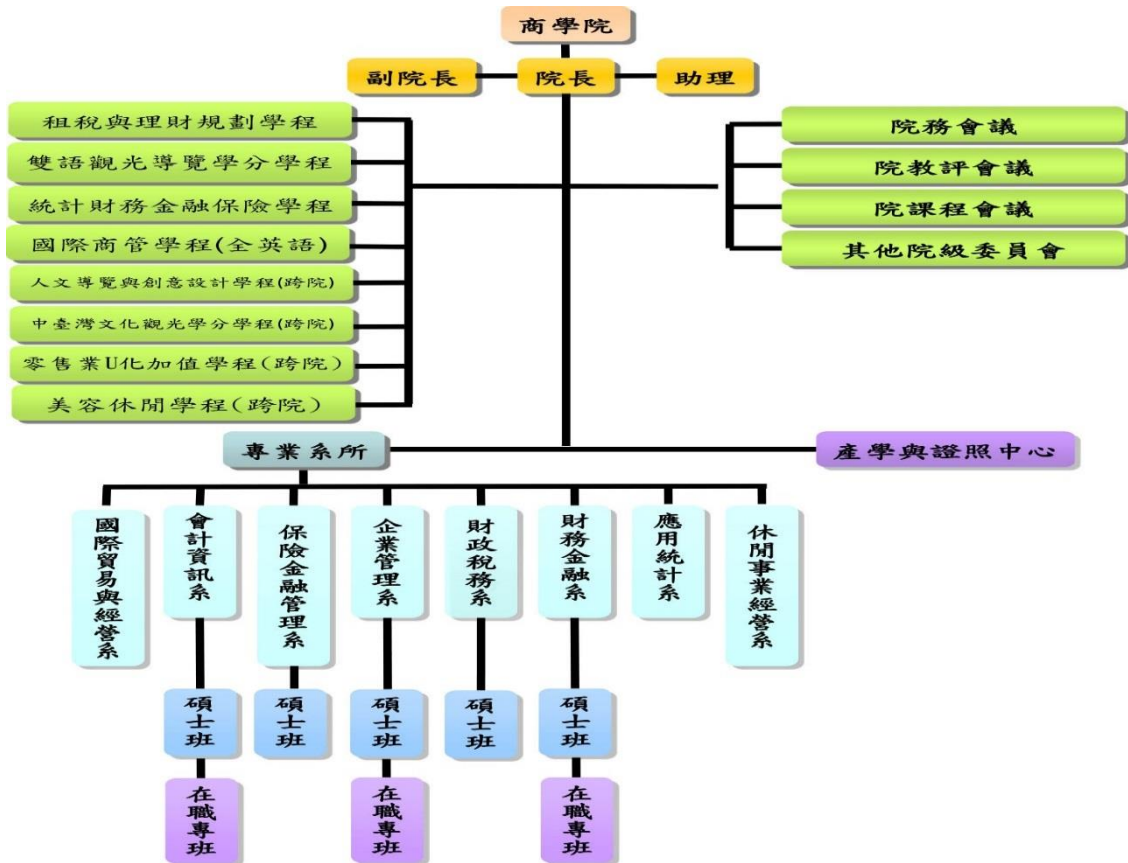 商學院
副院長
院長
助理
租稅與理財規劃學程
雙語觀光導覽學分學程
統計財務金融保險學程
國際商管學程(全英語)
人文導覽與創意設計學程(跨院)
中臺灣文化觀光學分學程(跨院)
零售業U化加值學程(跨院)
美容休閒學程(跨院)
院務會議
院教評會議
院課程會議
其他院級委員會
專業系所
產學與證照中心
國際貿易與經營系
會計資訊系
保險金融管理系
企業管理系
財政稅務系
財務金融系
應用統計系
休閒事業經營系
碩士班
碩士班
碩士班
碩士班
碩士班
在職專班
在職專班
在職專班